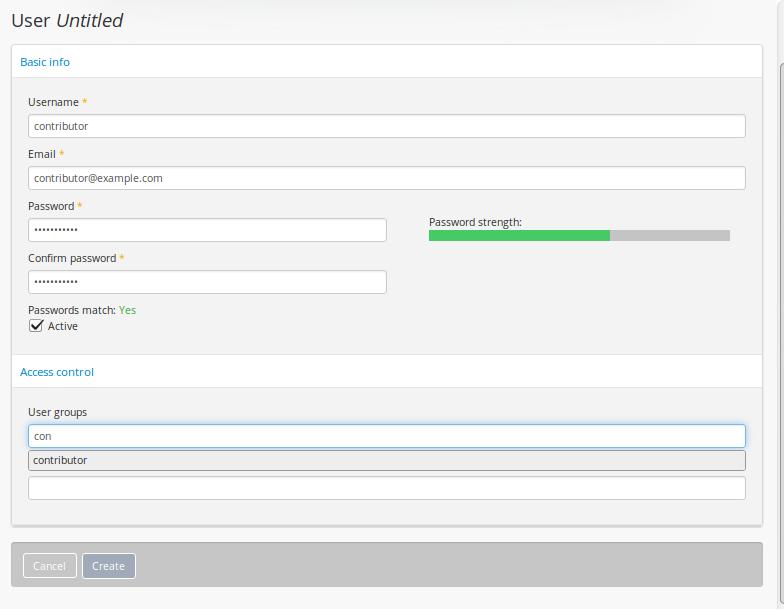 User Untitled
Basic info
Username *
contributor
Email *
contributor@example.com
Password *
•••••••••••
Password strength:
Confirm password *
•••••••••••
Passwords match: Yes
Active
Access control
User groups
con
contributor
Cancel
Create